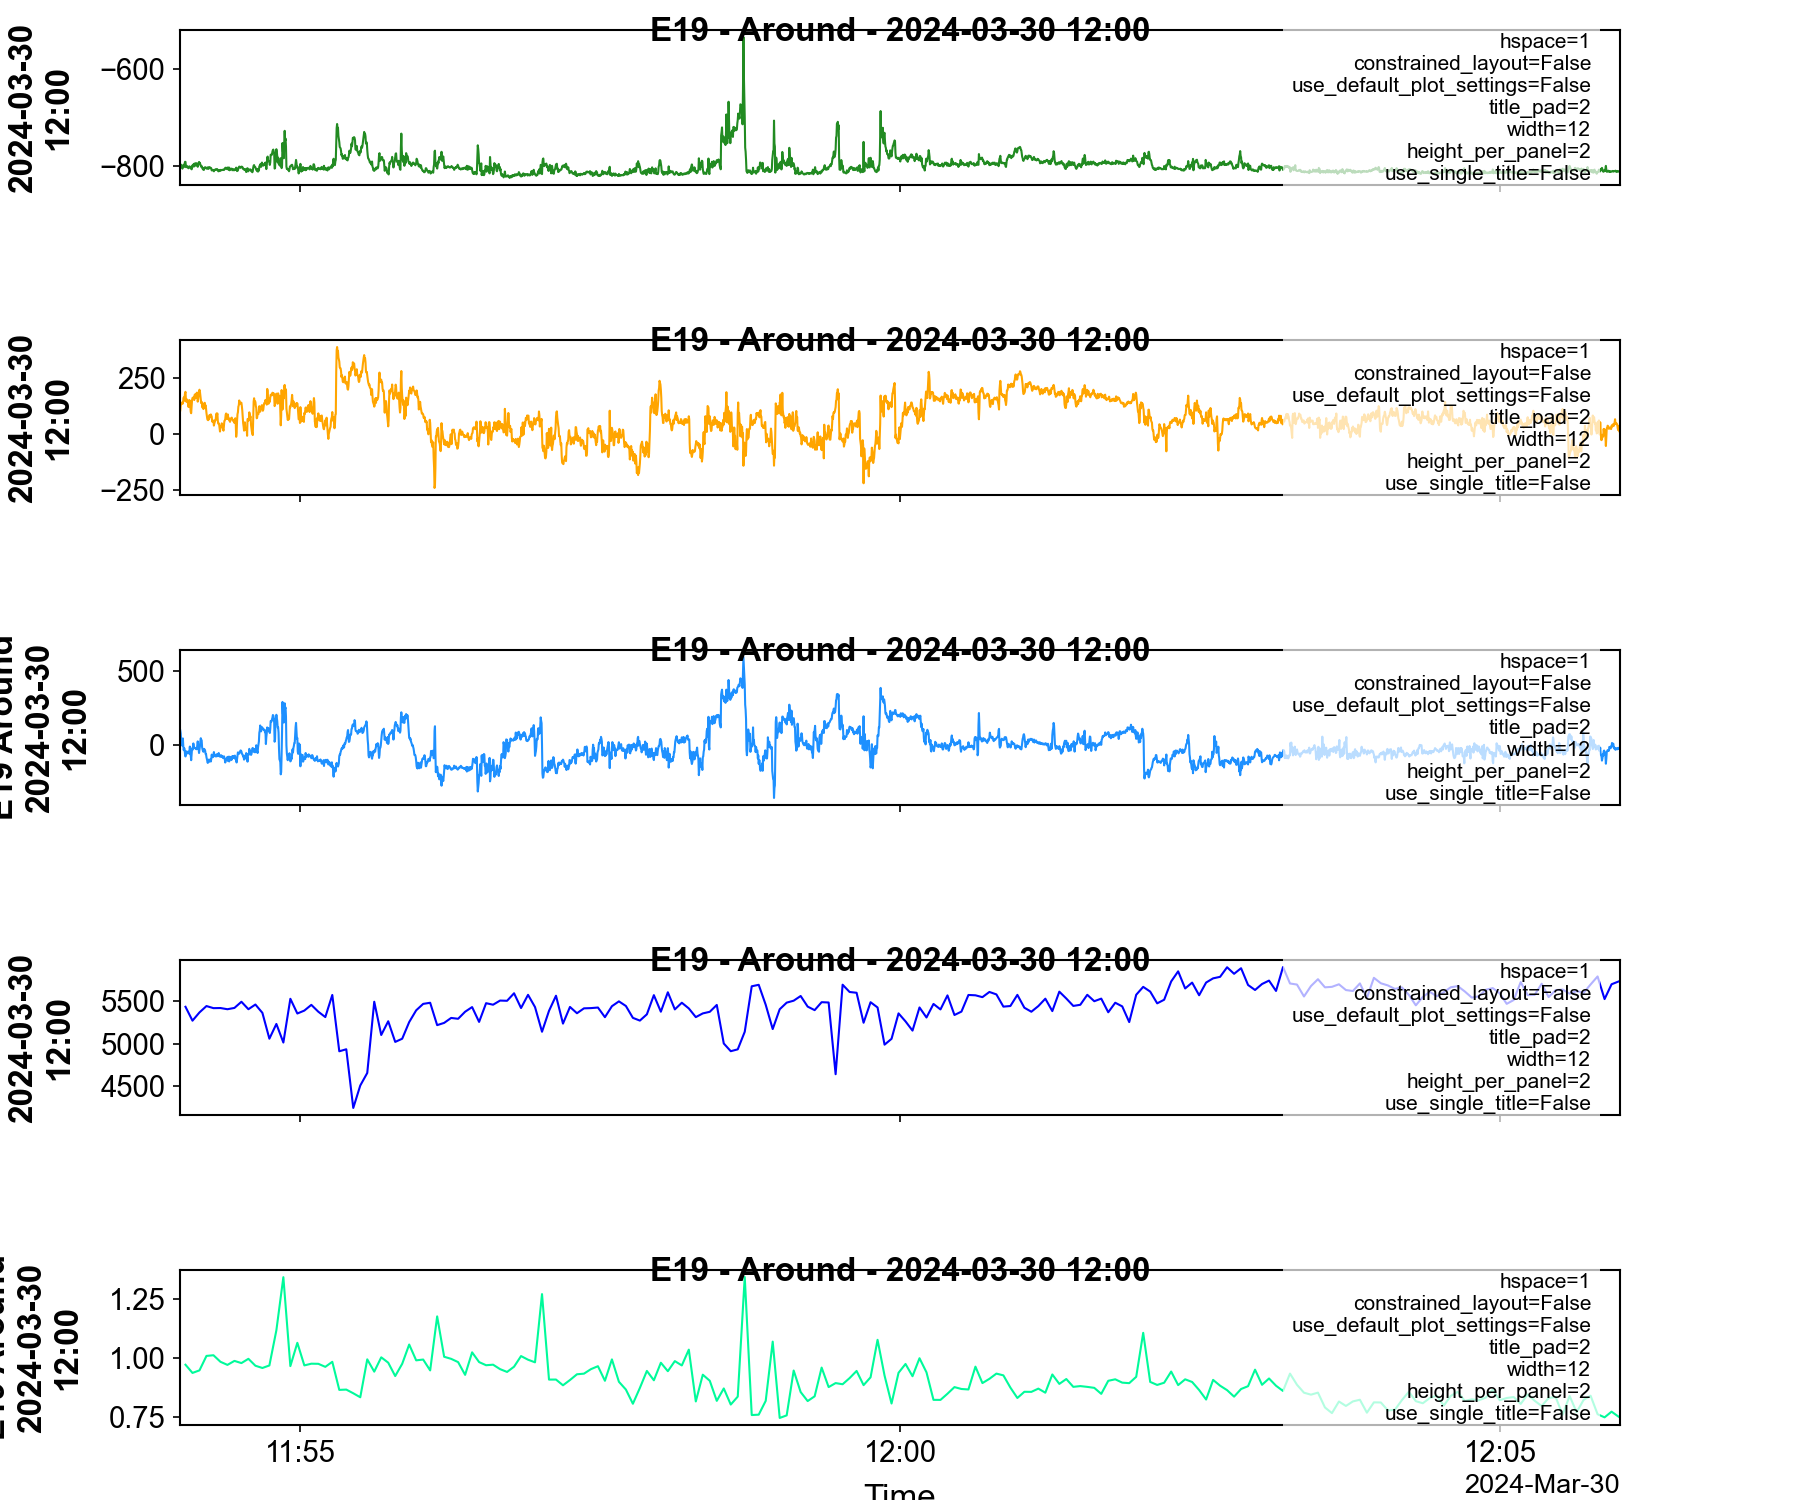 E19 - Around - 2024-03-30 12:00
2024-03-30
12:00
−600
−800
hspace=1
constrained_layout=False
use_default_plot_settings=False
title_pad=2
width=12
height_per_panel=2
use_single_title=False
E19 - Around - 2024-03-30 12:00
2024-03-30
12:00
250
0
−250
hspace=1
constrained_layout=False
use_default_plot_settings=False
title_pad=2
width=12
height_per_panel=2
use_single_title=False
E19 - Around - 2024-03-30 12:00
E19 Around
2024-03-30
12:00
500
0
hspace=1
constrained_layout=False
use_default_plot_settings=False
title_pad=2
width=12
height_per_panel=2
use_single_title=False
E19 - Around - 2024-03-30 12:00
2024-03-30
12:00
5500
5000
4500
hspace=1
constrained_layout=False
use_default_plot_settings=False
title_pad=2
width=12
height_per_panel=2
use_single_title=False
E19 - Around - 2024-03-30 12:00
E19 Around
2024-03-30
12:00
1.25
1.00
0.75
hspace=1
constrained_layout=False
use_default_plot_settings=False
title_pad=2
width=12
height_per_panel=2
use_single_title=False
11:55
12:00
12:05
2024-Mar-30
Time